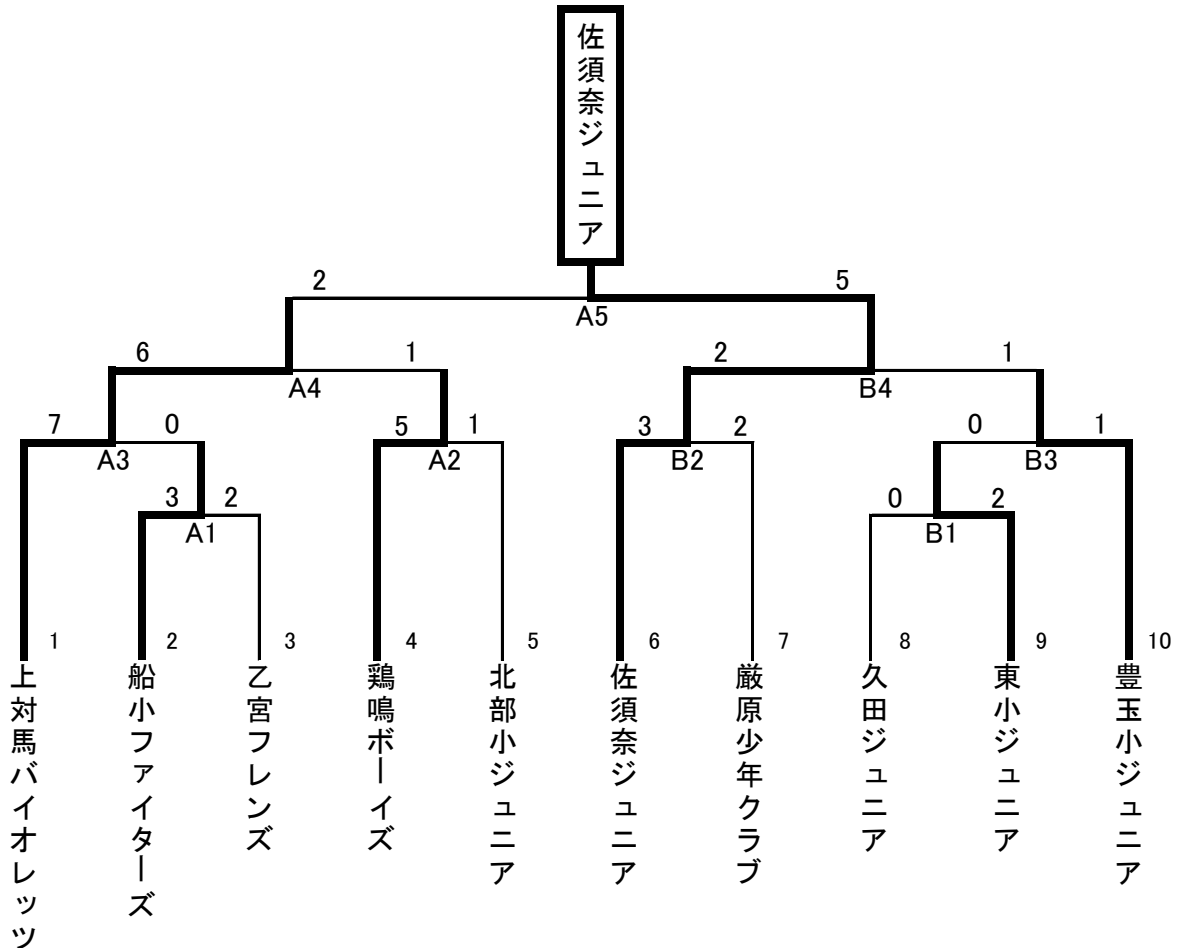 佐須奈ジュニア
2 5
A5
6 1 2 1
A4 B4
7 0 5 1 3 2 0 1
A3 A2 B2 B3
3 2 0 2
A1 B1
1 2 3 4 5 6 7 8 9 10
上対馬バイオレッツ
船小ファイターズ
乙宮フレンズ
鶏鳴ボーイズ
北部小ジュニア
佐須奈ジュニア
厳原少年クラブ
久田ジュニア
東小ジュニア
豊玉小ジュニア